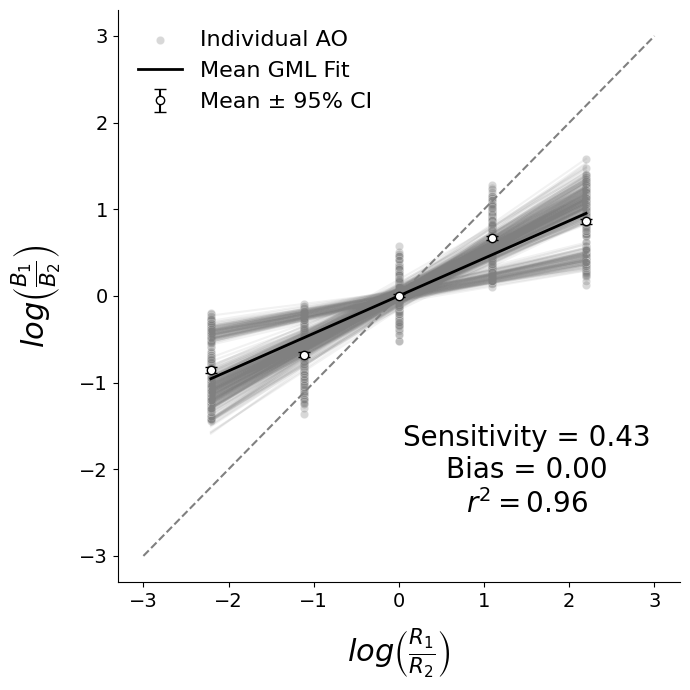 Individual AO
Mean GML Fit
Mean ± 95% CI
3
2
1
0
−1
−2
−3
log(B₁/B₂)
Sensitivity = 0.43
Bias = 0.00
r² = 0.96
−3 −2 −1 0 1 2 3
log(R₁/R₂)